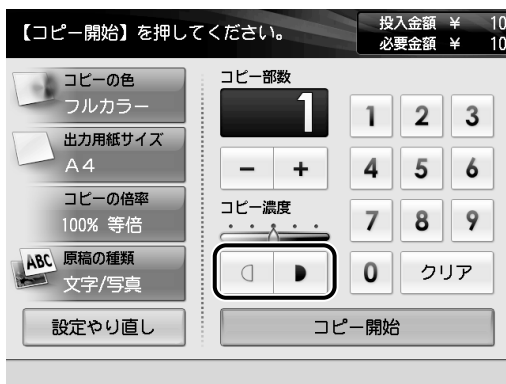 【コピー開始】を押してください。
投入金額 ¥ 10
必要金額 ¥ 10
コピーの色
フルカラー
出力用紙サイズ
A4
コピーの倍率
100% 等倍
ABC 原稿の種類
文字/写真
設定やり直し
コピー部数
1
- +
コピー濃度
1 2 3
4 5 6
7 8 9
0 クリア
コピー開始